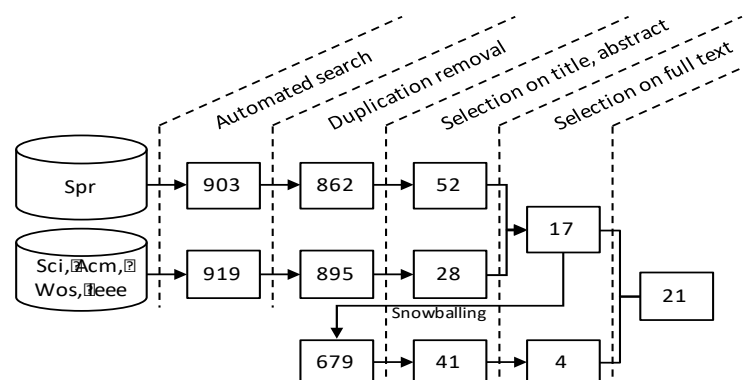 Automated search
Duplication removal
Selection on title, abstract
Selection on full text
Spr
903
862
52
17
Sci, Acm,
Wos, Ieee
919
895
28
21
Snowballing
679
41
4